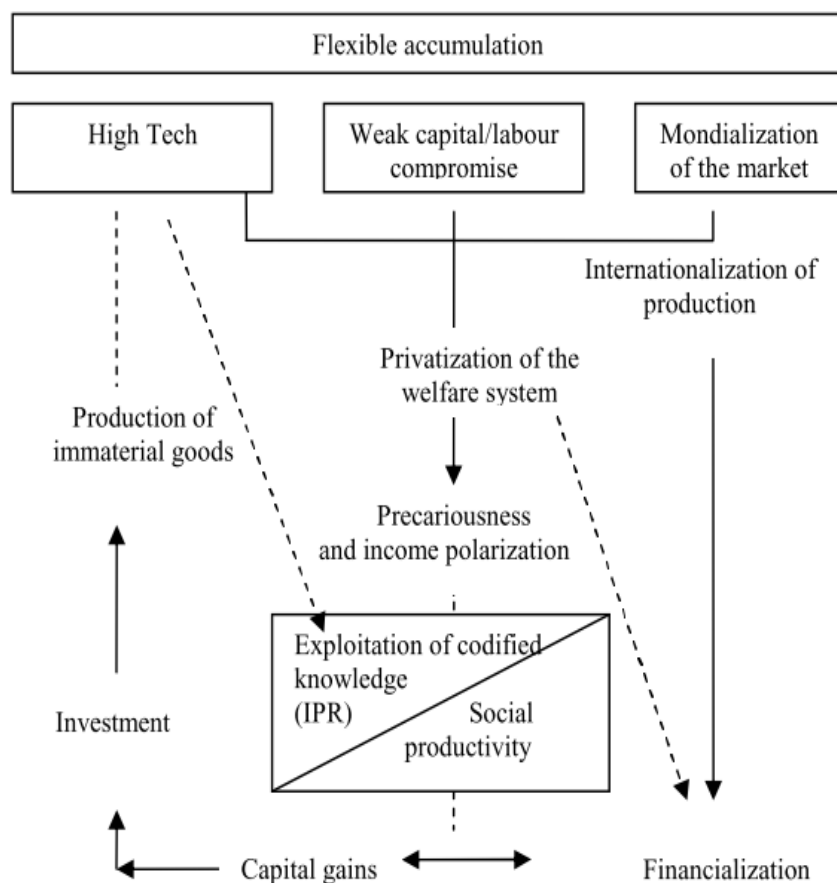 Flexible accumulation
High Tech
Weak capital/labour
compromise
Mondialization
of the market
Internationalization of
production
Privatization of the
welfare system
Production of
immaterial goods
Precariousness
and income polarization
Exploitation of codified
knowledge
(IPR)
Social
productivity
Investment
Capital gains
Financialization